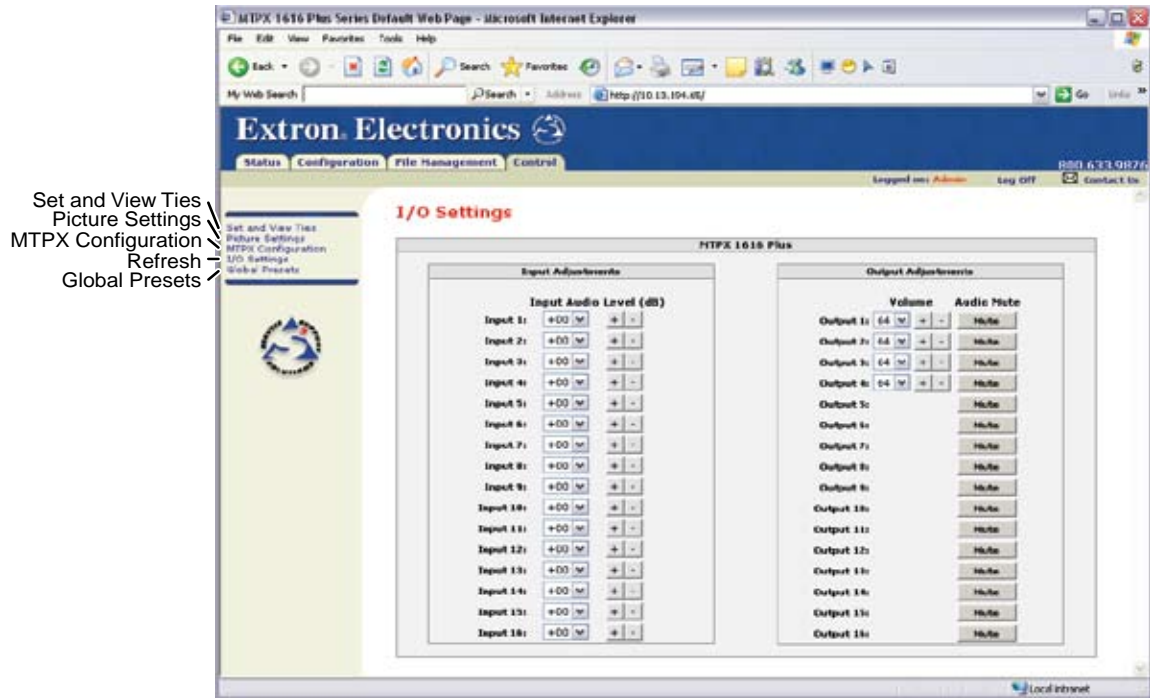 MTPX 1616 Plus Series Default Web Page - Microsoft Internet Explorer
File Edit View Favorites Tools Help
Back Search Favorites
My Web Search Search Address http://10.13.194.65/ Go Links »
Extron Electronics
Status Configuration File Management Control
800.633.9876
Logged on: Admin Log Off Contact Us
Set and View Ties
Picture Settings
MTPX Configuration
Refresh
Global Presets
Set and View Ties
Picture Settings
MTPX Configuration
I/O Settings
Global Presets
I/O Settings
MTPX 1616 Plus
Input Adjustments
Input Audio Level (dB)
Input 1: +00 + -
Input 2: +00 + -
Input 3: +00 + -
Input 4: +00 + -
Input 5: +00 + -
Input 6: +00 + -
Input 7: +00 + -
Input 8: +00 + -
Input 9: +00 + -
Input 10: +00 + -
Input 11: +00 + -
Input 12: +00 + -
Input 13: +00 + -
Input 14: +00 + -
Input 15: +00 + -
Input 16: +00 + -
Output Adjustments
Volume Audio Mute
Output 1: 64 + - Mute
Output 2: 64 + - Mute
Output 3: 64 + - Mute
Output 4: 64 + - Mute
Output 5: Mute
Output 6: Mute
Output 7: Mute
Output 8: Mute
Output 9: Mute
Output 10: Mute
Output 11: Mute
Output 12: Mute
Output 13: Mute
Output 14: Mute
Output 15: Mute
Output 16: Mute
Local intranet